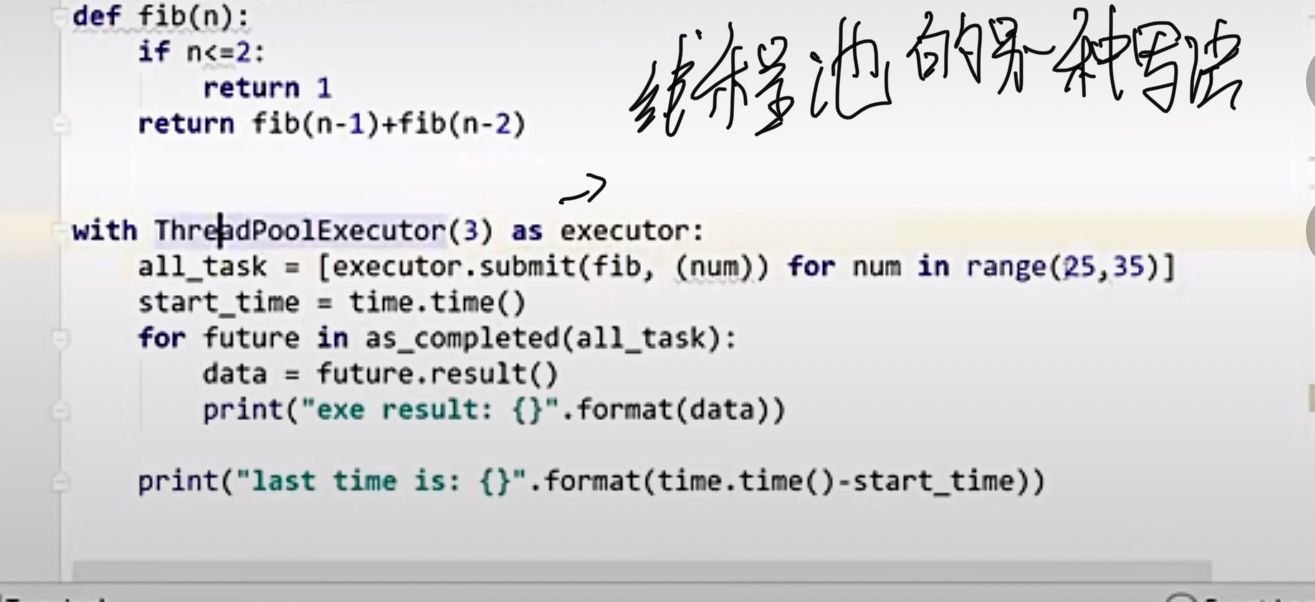 def fib(n):
    if n<=2:
        return 1
    return fib(n-1)+fib(n-2)
线程池的另一种写法
with ThreadPoolExecutor(3) as executor:
    all_task = [executor.submit(fib, (num)) for num in range(25,35)]
    start_time = time.time()
    for future in as_completed(all_task):
        data = future.result()
        print("exe result: {}".format(data))
    print("last time is: {}".format(time.time()-start_time))